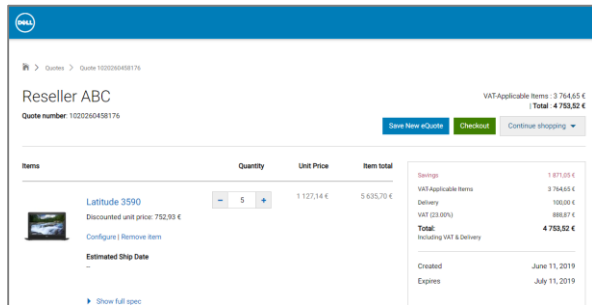 DELL
Quotes > Quote 1020260458176
Reseller ABC
Quote number: 1020260458176
VAT-Applicable Items : 3 764,65 €
| Total : 4 753,52 €
Save New eQuote
Checkout
Continue shopping
Items Quantity Unit Price Item total
Latitude 3590
- 5 +
1 127,14 €
5 635,70 €
Discounted unit price: 752,93 €
Configure | Remove item
Estimated Ship Date
--
Show full spec
Savings 1 871,05 €
VAT-Applicable Items 3 764,65 €
Delivery 100,00 €
VAT (23.00%) 888,87 €
Total: 4 753,52 €
Including VAT & Delivery
Created June 11, 2019
Expires July 11, 2019